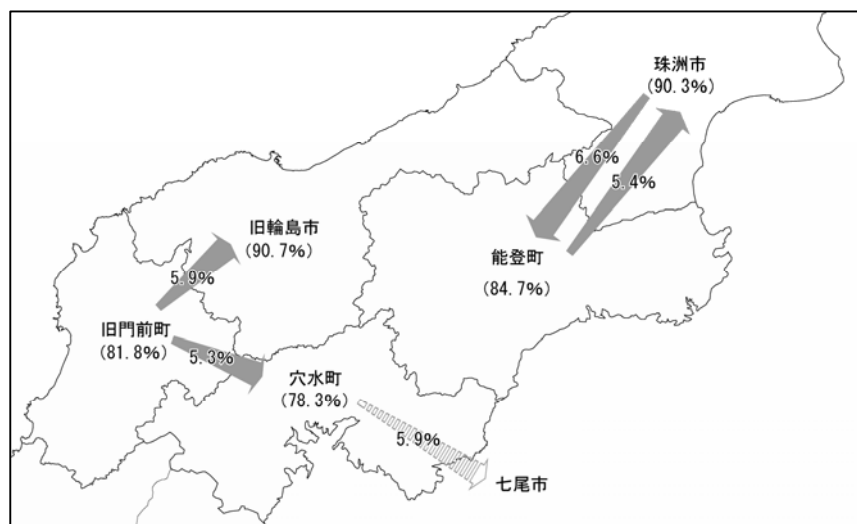 珠洲市
(90.3%)
6.6%
5.4%
旧輪島市
(90.7%)
能登町
(84.7%)
5.9%
旧門前町
(81.8%)
5.3%
穴水町
(78.3%)
5.9%
七尾市